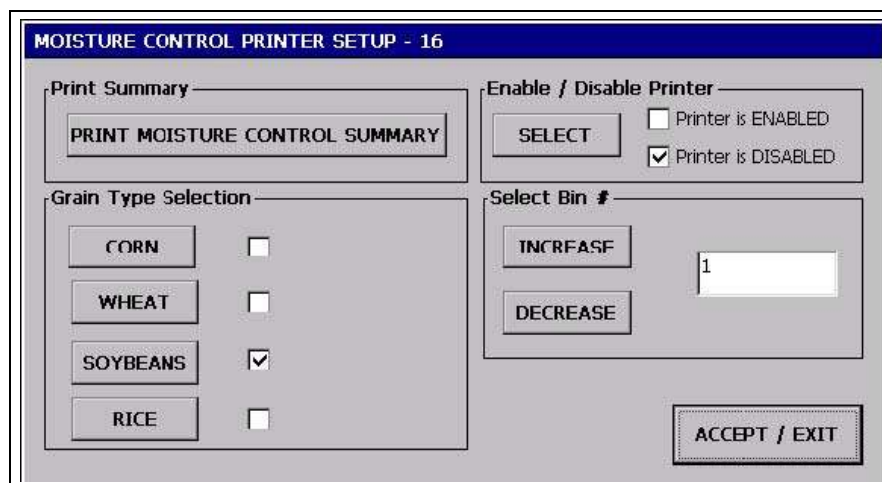 MOISTURE CONTROL PRINTER SETUP - 16
Print Summary
PRINT MOISTURE CONTROL SUMMARY
Enable / Disable Printer
SELECT
Printer is ENABLED
Printer is DISABLED
Grain Type Selection
CORN
WHEAT
SOYBEANS
RICE
Select Bin #
INCREASE
1
DECREASE
ACCEPT / EXIT